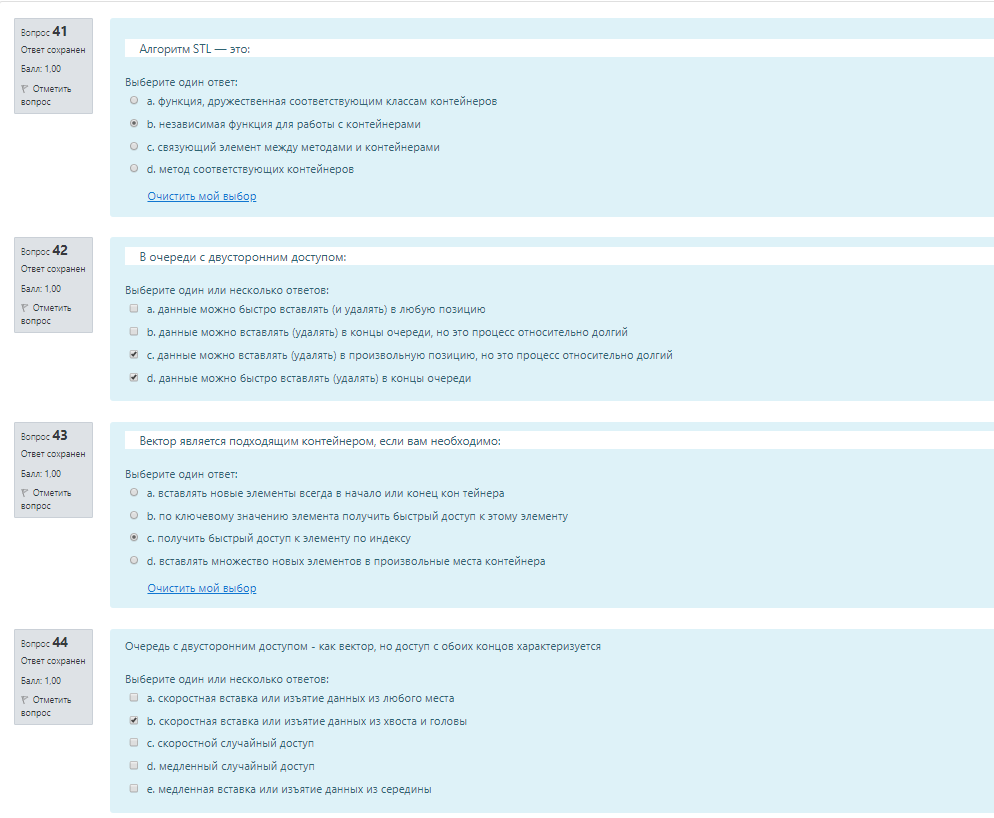 Вопрос 41
Ответ сохранен
Балл: 1,00
Отметить
вопрос
Алгоритм STL — это:
Выберите один ответ:
a. функция, дружественная соответствующим классам контейнеров
b. независимая функция для работы с контейнерами
c. связующий элемент между методами и контейнерами
d. метод соответствующих контейнеров
Очистить мой выбор
Вопрос 42
Ответ сохранен
Балл: 1,00
Отметить
вопрос
В очереди с двусторонним доступом:
Выберите один или несколько ответов:
a. данные можно быстро вставлять (и удалять) в любую позицию
b. данные можно вставлять (удалять) в концы очереди, но это процесс относительно долгий
c. данные можно вставлять (удалять) в произвольную позицию, но это процесс относительно долгий
d. данные можно быстро вставлять (удалять) в концы очереди
Вопрос 43
Ответ сохранен
Балл: 1,00
Отметить
вопрос
Вектор является подходящим контейнером, если вам необходимо:
Выберите один ответ:
a. вставлять новые элементы всегда в начало или конец кон тейнера
b. по ключевому значению элемента получить быстрый доступ к этому элементу
c. получить быстрый доступ к элементу по индексу
d. вставлять множество новых элементов в произвольные места контейнера
Очистить мой выбор
Вопрос 44
Ответ сохранен
Балл: 1,00
Отметить
вопрос
Очередь с двусторонним доступом - как вектор, но доступ с обоих концов характеризуется
Выберите один или несколько ответов:
a. скоростная вставка или изъятие данных из любого места
b. скоростная вставка или изъятие данных из хвоста и головы
c. скоростной случайный доступ
d. медленный случайный доступ
e. медленная вставка или изъятие данных из середины